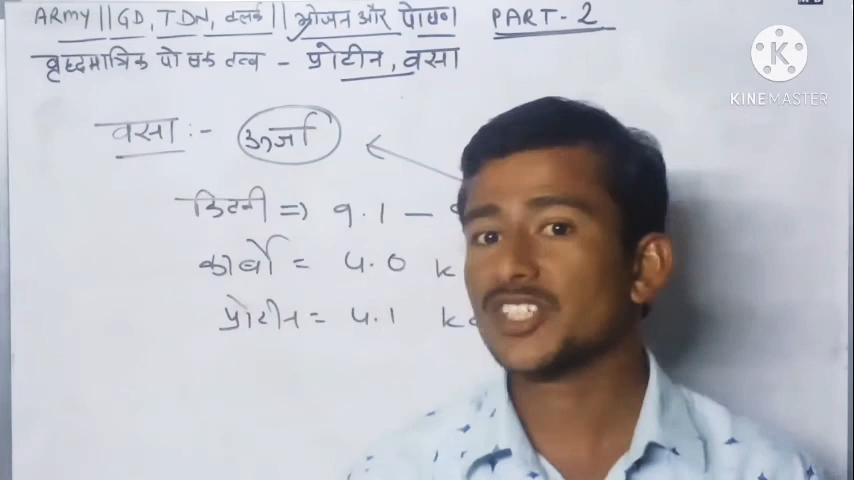 ARMY || GD, TDN, क्लर्क || भोजन और पोषण PART - 2
बृहदमात्रिक पोषक तत्व - प्रोटीन, वसा
K
KINEMASTER
वसा :- ऊर्जा
कितनी => 9.1 -
कार्बो = 4.0 k
प्रोटीन = 4.1